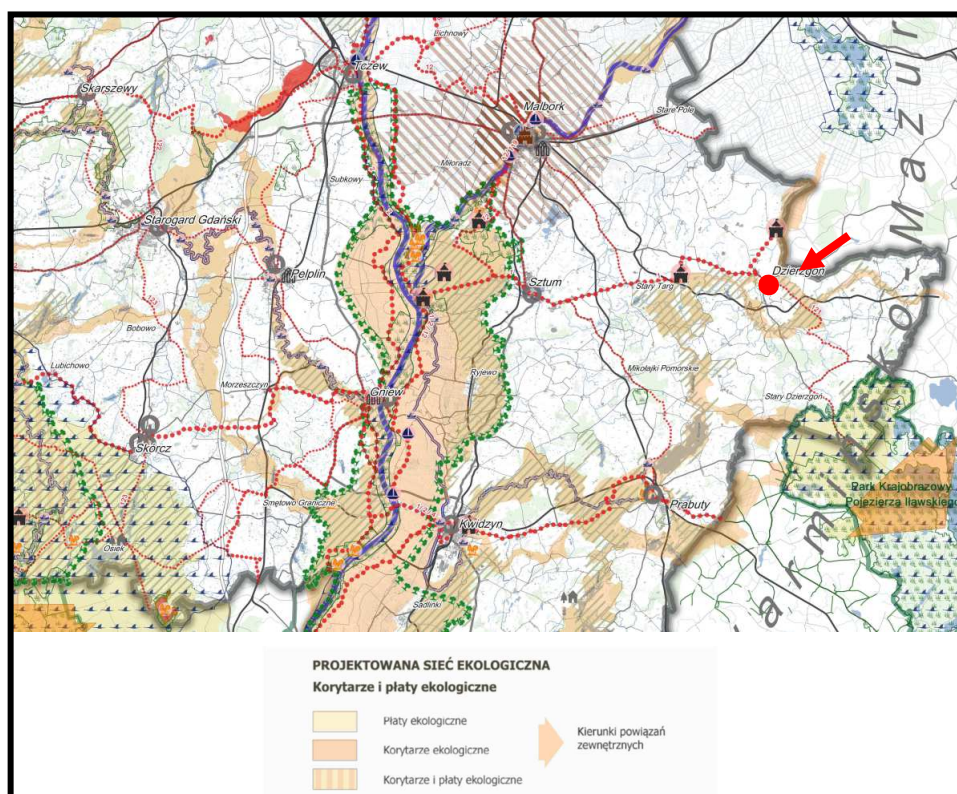 Lichnowy
Tczew
Skarszewy
Malbork
Stare Pole
Miłoradz
Subkowy
Starogard Gdański
Pelplin
Dzierzgoń
Sztum
Stary Targ
Bobowo
Mikołajki Pomorskie
Lubichowo
Morzeszczyn
Ryjewo
Gniew
Stary Dzierzgoń
Skórcz
Park Krajobrazowy
Pojezierza Iławskiego
Smętowo Graniczne
Prabuty
Kwidzyn
Osiek
Sadlinki
PROJEKTOWANA SIEĆ EKOLOGICZNA
Korytarze i płaty ekologiczne
Płaty ekologiczne
Korytarze ekologiczne
Kierunki powiązań
zewnętrznych
Korytarze i płaty ekologiczne